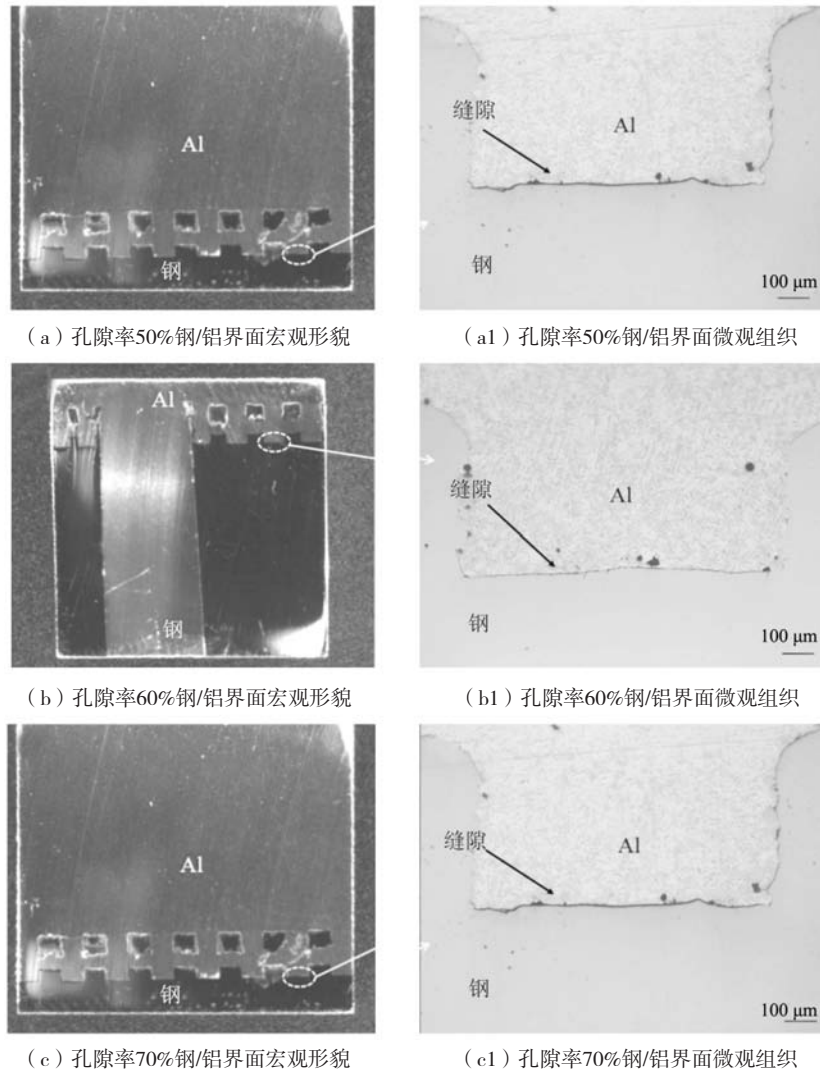 Al
钢
缝隙
Al
钢
100 μm
（a）孔隙率50%钢/铝界面宏观形貌
（a1）孔隙率50%钢/铝界面微观组织
Al
钢
缝隙
Al
钢
100 μm
（b）孔隙率60%钢/铝界面宏观形貌
（b1）孔隙率60%钢/铝界面微观组织
Al
钢
缝隙
Al
钢
100 μm
（c）孔隙率70%钢/铝界面宏观形貌
（c1）孔隙率70%钢/铝界面微观组织